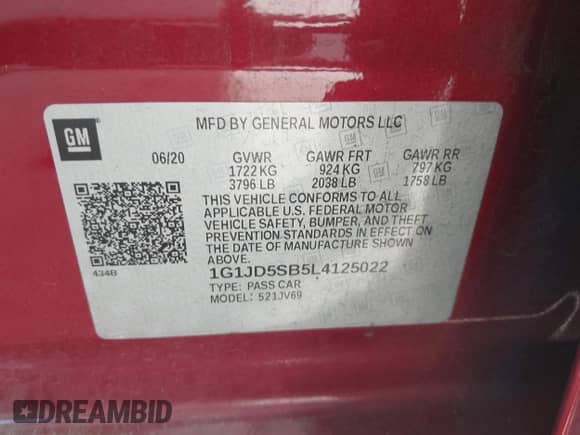 GM
MFD BY GENERAL MOTORS LLC
06/20 GVWR GAWR FRT GAWR RR
1722 KG 924 KG 797 KG
3796 LB 2038 LB 1758 LB
THIS VEHICLE CONFORMS TO ALL
APPLICABLE U.S. FEDERAL MOTOR
VEHICLE SAFETY, BUMPER, AND THEFT
PREVENTION STANDARDS IN EFFECT ON
THE DATE OF MANUFACTURE SHOWN
ABOVE.
434B
1G1JD5SB5L4125022
TYPE: PASS CAR
MODEL: 521JV69
DREAMBID